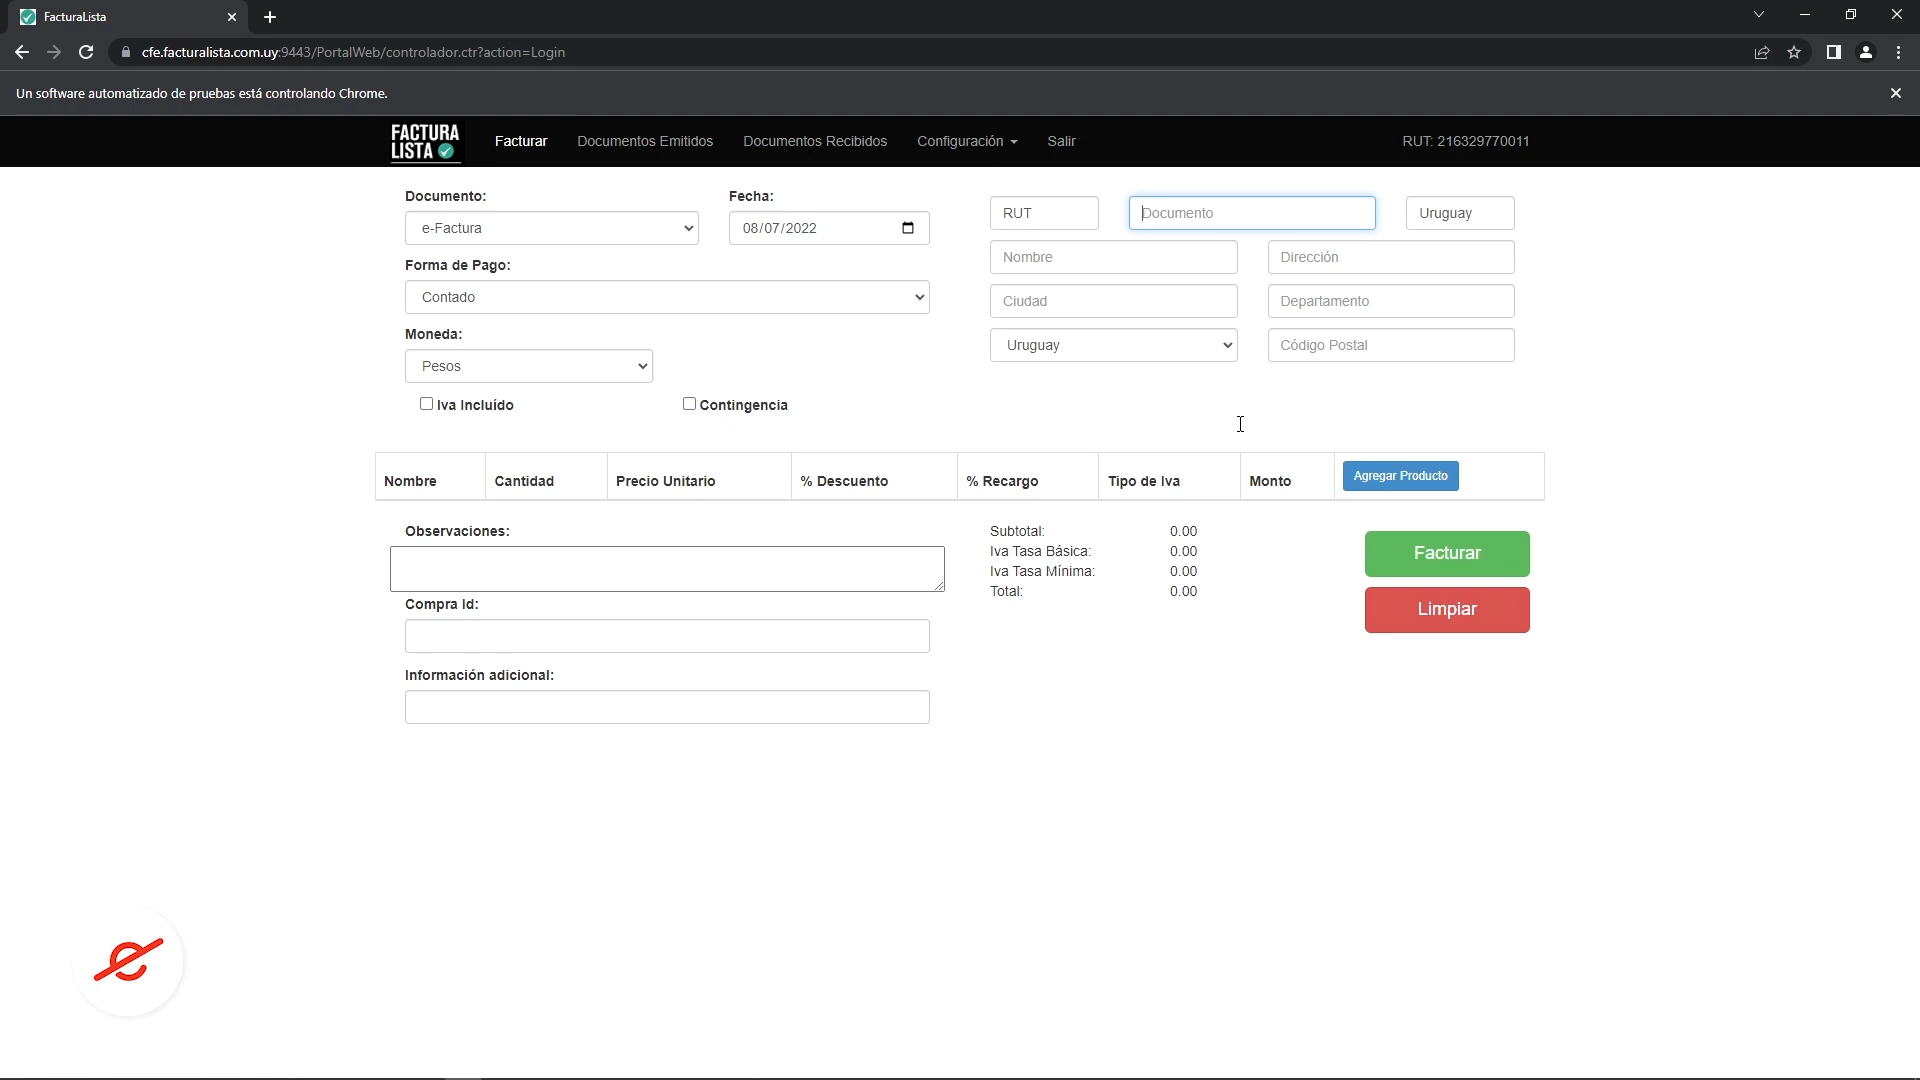 FacturaLista
cfe.facturalista.com.uy:9443/PortalWeb/controlador.ctr?action=Login
Un software automatizado de pruebas está controlando Chrome.
FACTURA
LISTA
Facturar
Documentos Emitidos
Documentos Recibidos
Configuración
Salir
RUT: 216329770011
Documento:
e-Factura
Fecha:
08/07/2022
Forma de Pago:
Contado
Moneda:
Pesos
Iva Incluído
Contingencia
RUT
Documento
Uruguay
Nombre
Dirección
Ciudad
Departamento
Uruguay
Código Postal
Nombre
Cantidad
Precio Unitario
% Descuento
% Recargo
Tipo de Iva
Monto
Agregar Producto
Observaciones:
Compra Id:
Información adicional:
Subtotal: 0.00
Iva Tasa Básica: 0.00
Iva Tasa Mínima: 0.00
Total: 0.00
Facturar
Limpiar